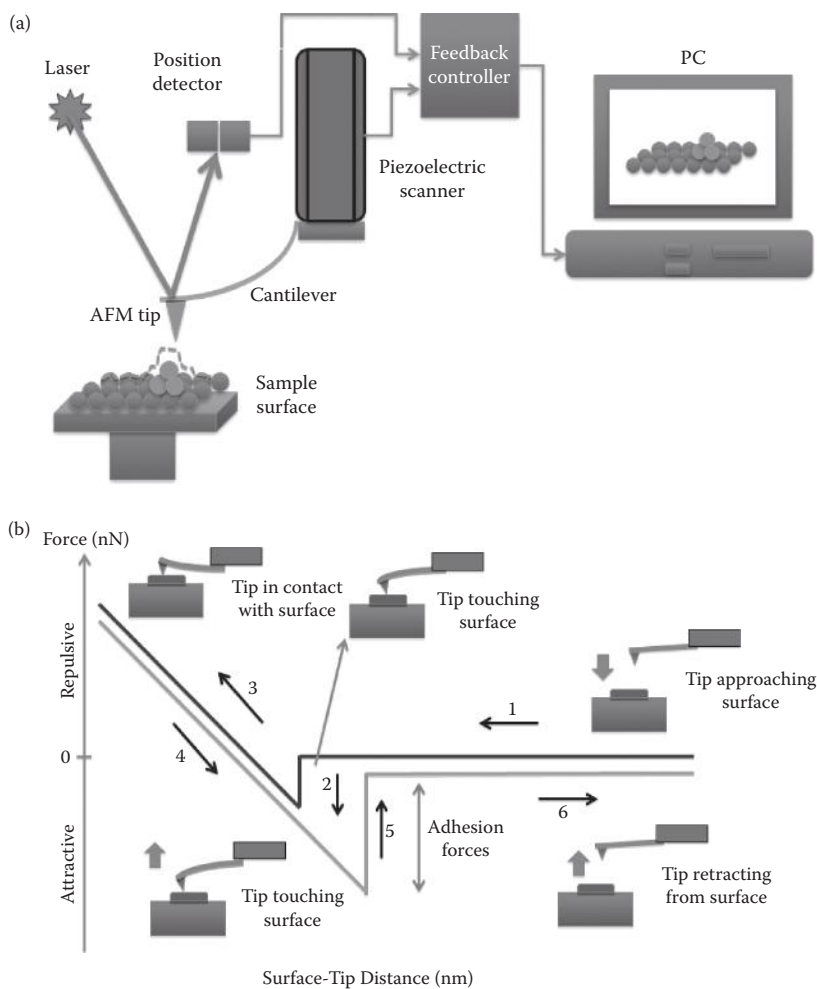 (a)
Laser
Position
detector
Feedback
controller
PC
Piezoelectric
scanner
Cantilever
AFM tip
Sample
surface
(b)
Force (nN)
Tip in contact
with surface
Tip touching
surface
Repulsive
3
1
Tip approaching
surface
4
0
2
5
6
Adhesion
forces
Attractive
Tip touching
surface
Tip retracting
from surface
Surface-Tip Distance (nm)